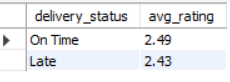 delivery_status avg_rating
On Time 2.49
Late 2.43